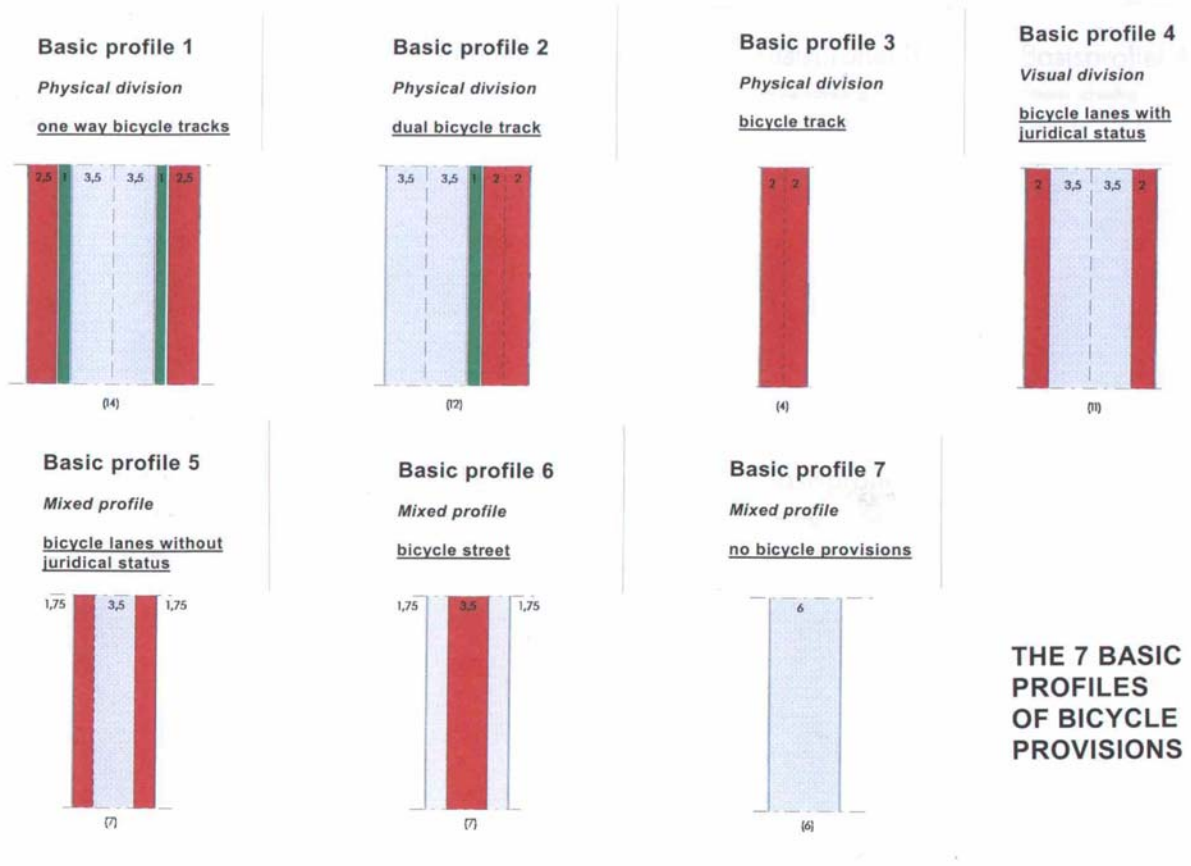 Basic profile 1
Physical division
one way bicycle tracks
2,5 1 3,5 3,5 1 2,5
(14)
Basic profile 2
Physical division
dual bicycle track
3,5 3,5 1 2 2
(12)
Basic profile 3
Physical division
bicycle track
2 2
(4)
Basic profile 4
Visual division
bicycle lanes with
juridical status
2 3,5 3,5 2
(11)
Basic profile 5
Mixed profile
bicycle lanes without
juridical status
1,75 3,5 1,75
(7)
Basic profile 6
Mixed profile
bicycle street
1,75 3,5 1,75
(7)
Basic profile 7
Mixed profile
no bicycle provisions
6
(6)
THE 7 BASIC
PROFILES
OF BICYCLE
PROVISIONS